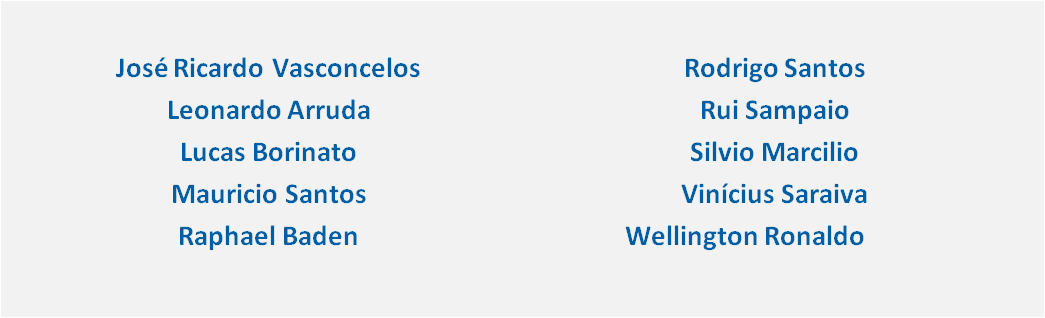 José Ricardo Vasconcelos
Leonardo Arruda
Lucas Borinato
Mauricio Santos
Raphael Baden
Rodrigo Santos
Rui Sampaio
Silvio Marcilio
Vinícius Saraiva
Wellington Ronaldo